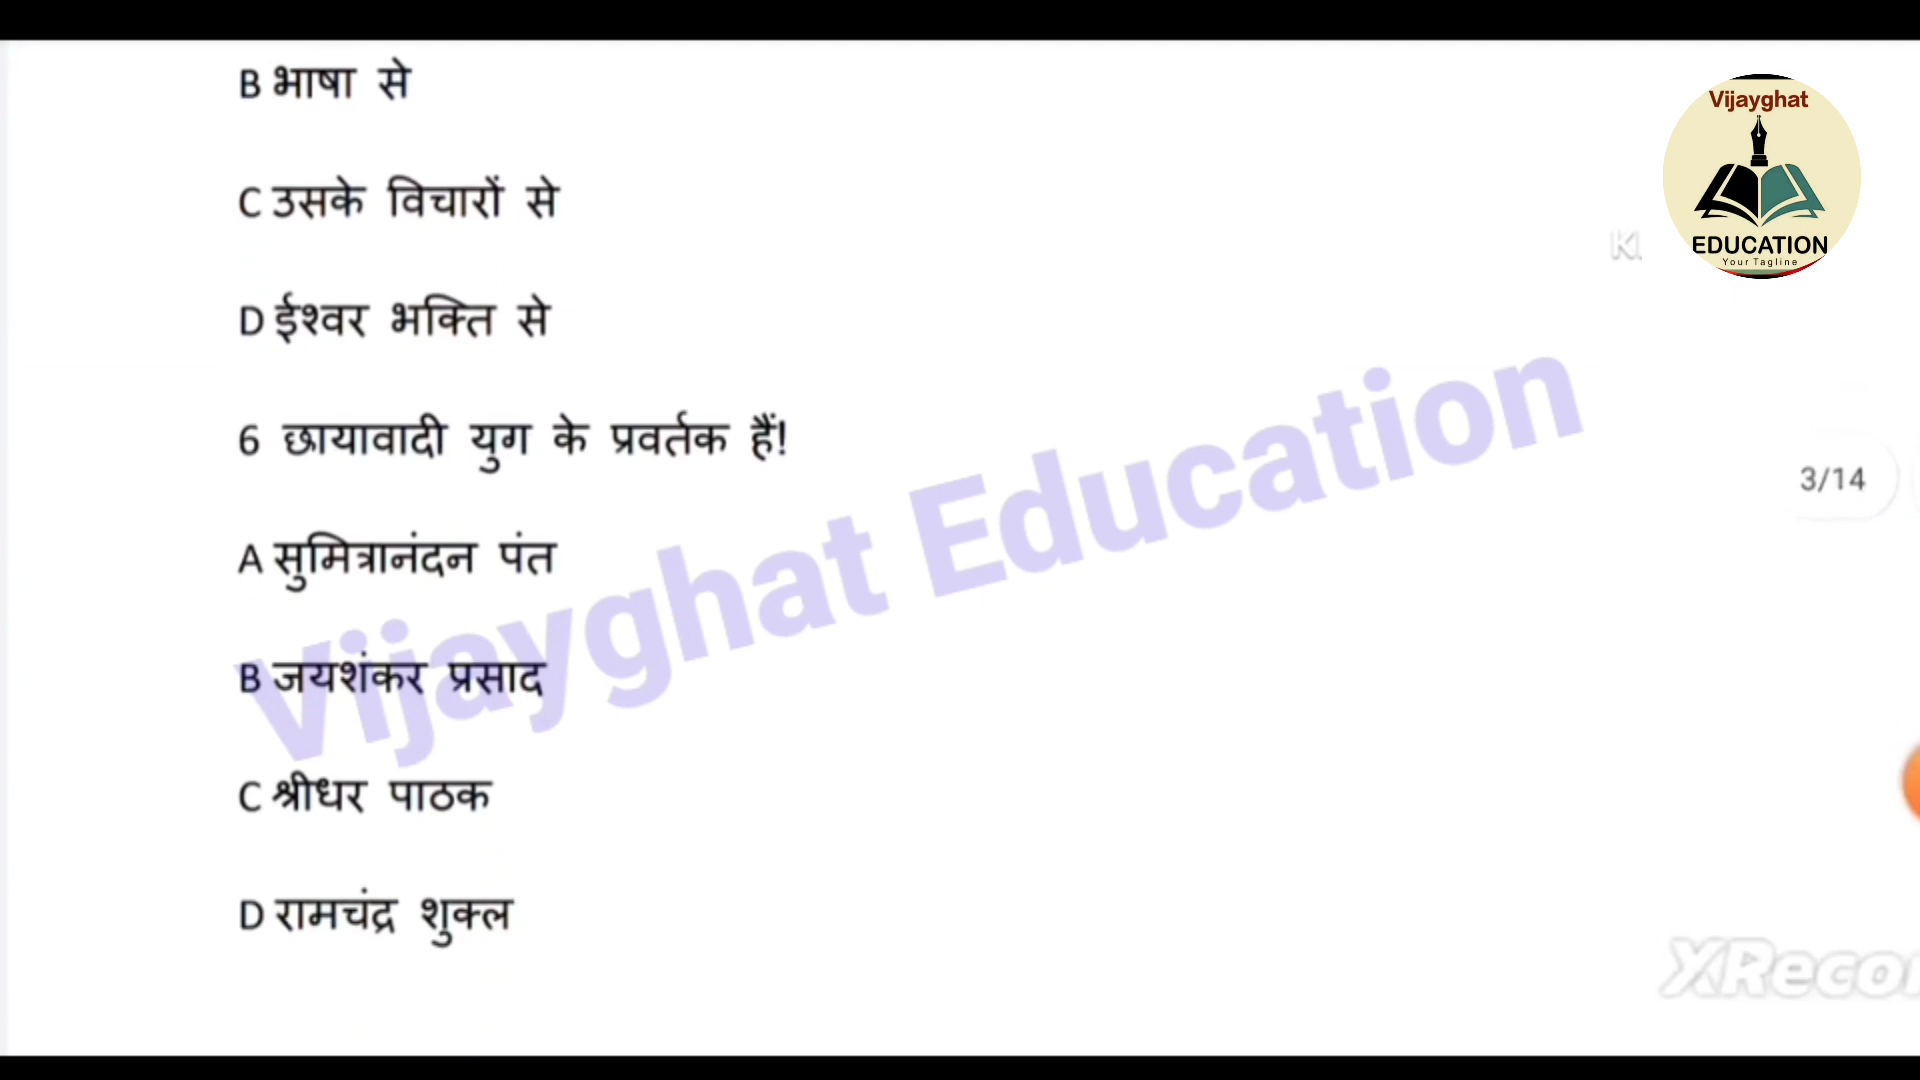 B भाषा से
Vijayghat
EDUCATION
Your Tagline
C उसके विचारों से
D ईश्वर भक्ति से
6 छायावादी युग के प्रवर्तक हैं!
3/14
A सुमित्रानंदन पंत
Vijayghat Education
B जयशंकर प्रसाद
C श्रीधर पाठक
D रामचंद्र शुक्ल
XRecor